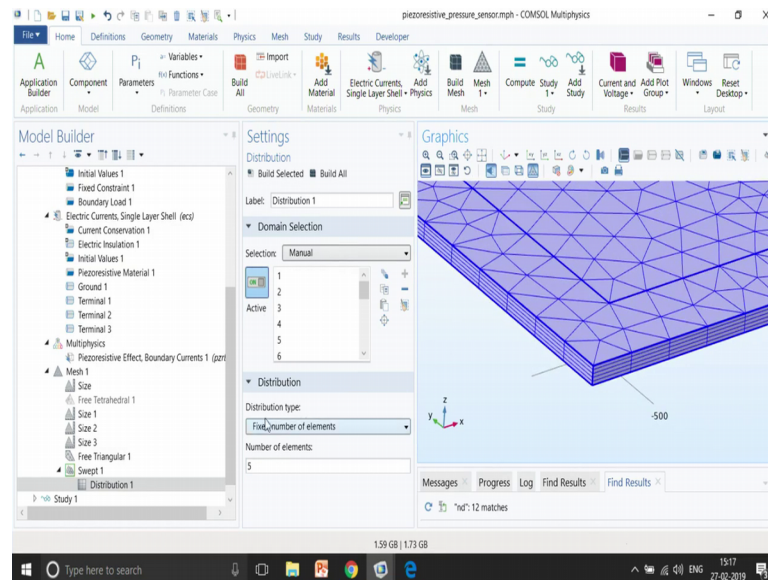 piezoresistive_pressure_sensor.mph - COMSOL Multiphysics
File Home Definitions Geometry Materials Physics Mesh Study Results Developer
Application Builder
Component
Pi Parameters
a= Variables
f(x) Functions
Parameter Case
Build All
Import
LiveLink
Add Material
Electric Currents, Single Layer Shell
Add Physics
Build Mesh
Mesh 1
Compute
Study 1
Add Study
Current and Voltage
Add Plot Group
Windows
Reset Desktop
Application Model Definitions Geometry Materials Physics Mesh Study Results Layout
Model Builder
Initial Values 1
Fixed Constraint 1
Boundary Load 1
Electric Currents, Single Layer Shell (ecs)
Current Conservation 1
Electric Insulation 1
Initial Values 1
Piezoresistive Material 1
Ground 1
Terminal 1
Terminal 2
Terminal 3
Multiphysics
Piezoresistive Effect, Boundary Currents 1 (pzrl
Mesh 1
Size
Free Tetrahedral 1
Size 1
Size 2
Size 3
Free Triangular 1
Swept 1
Distribution 1
Study 1
Settings
Distribution
Build Selected Build All
Label: Distribution 1
Domain Selection
Selection: Manual
Active
1
2
3
4
5
6
Distribution
Distribution type:
Fixed number of elements
Number of elements:
5
Graphics
z
y
x
-500
Messages Progress Log Find Results Find Results
"nd": 12 matches
1.59 GB | 1.73 GB
Type here to search
ENG
15:17
27-02-2019